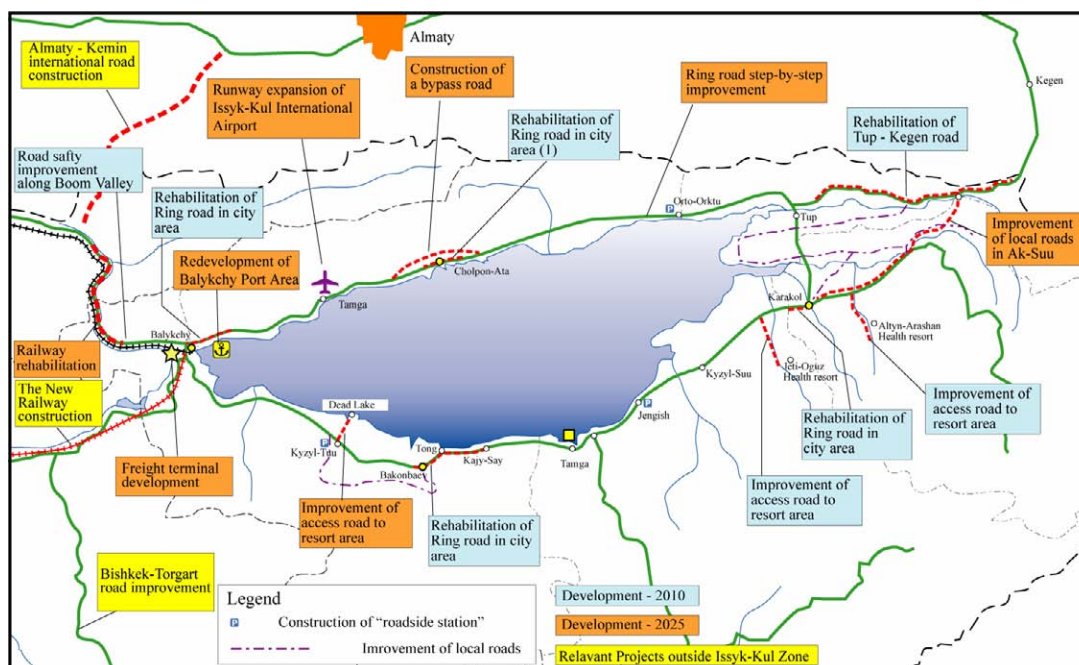 Almaty - Kemin
international road
construction
Almaty
Runway expansion of
Issyk-Kul International
Airport
Construction of
a bypass road
Ring road step-by-step
improvement
Kegen
Rehabilitation of
Ring road in city
area (1)
Rehabilitation of
Tup - Kegen road
Road safty
improvement
along Boom Valley
Rehabilitation of
Ring road in city
area
Orto-Orktu
P
Tup
Improvement
of local roads
in Ak-Suu
Redevelopment of
Balykchy Port Area
Cholpon-Ata
Tamga
Karakol
Balykchy
Altyn-Arashan
Health resort
Railway
rehabilitation
Jeti-Oguz
Health resort
Kyzyl-Suu
The New
Railway
construction
Dead Lake
P
Jengish
Improvement of
access road to
resort area
Rehabilitation of
Ring road in city
area
P
Kyzyl-Tuu
Tong
Kajy-Say
Tamga
Bakonbaev
Freight terminal
development
Improvement of
access road to
resort area
Improvement of
access road to
resort area
Rehabilitation of
Ring road in city
area
Bishkek-Torgart
road improvement
Legend
P Construction of "roadside station"
Imrovement of local roads
Development - 2010
Development - 2025
Relavant Projects outside Issyk-Kul Zone